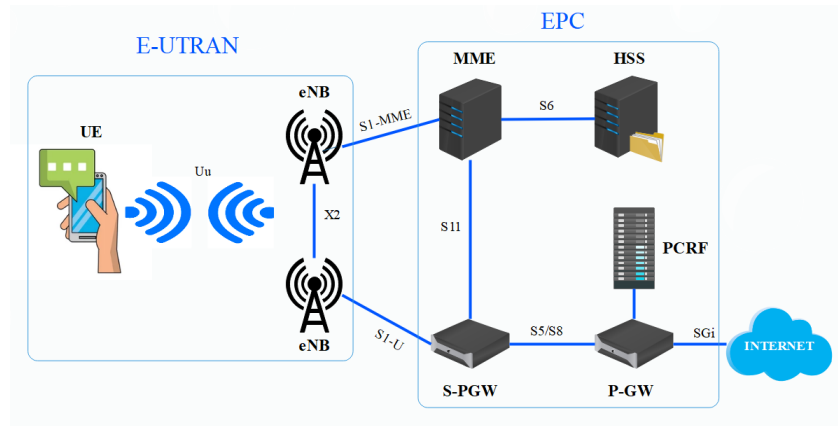 E-UTRAN
EPC
MME
HSS
eNB
UE
S1-MME
S6
Uu
X2
S11
PCRF
eNB
S1-U
S5/S8
SGi
INTERNET
S-PGW
P-GW